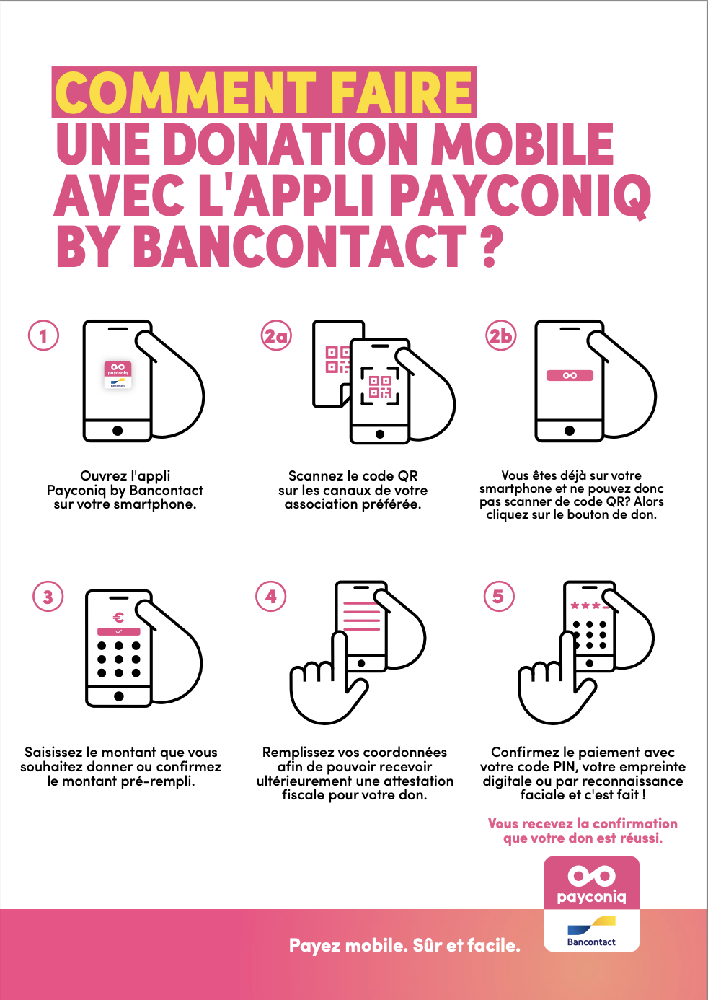 COMMENT FAIRE
UNE DONATION MOBILE
AVEC L'APPLI PAYCONIQ
BY BANCONTACT ?
1
payconiq
Bancontact
Ouvrez l'appli
Payconiq by Bancontact
sur votre smartphone.
2a
Scannez le code QR
sur les canaux de votre
association préférée.
2b
Vous êtes déjà sur votre
smartphone et ne pouvez donc
pas scanner de code QR? Alors
cliquez sur le bouton de don.
3
€
Saisissez le montant que vous
souhaitez donner ou confirmez
le montant pré-rempli.
4
Remplissez vos coordonnées
afin de pouvoir recevoir
ultérieurement une attestation
fiscale pour votre don.
5
***_
Confirmez le paiement avec
votre code PIN, votre empreinte
digitale ou par reconnaissance
faciale et c'est fait !
Vous recevez la confirmation
que votre don est réussi.
payconiq
Bancontact
Payez mobile. Sûr et facile.